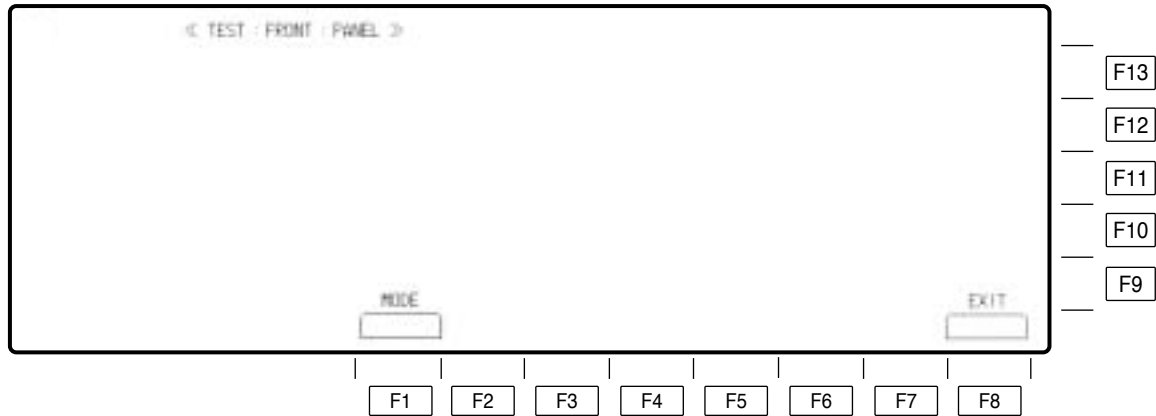 ≪ TEST : FRONT : PANEL ≫
F13
F12
F11
F10
F9
MODE EXIT
F1 F2 F3 F4 F5 F6 F7 F8